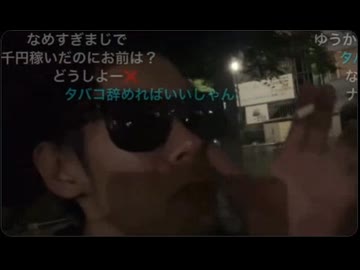 なめすぎまじで
ゆうか
千円稼いだのにお前は？
タバ
どうしよー❌
な
タバコ辞めればいいじゃん
ナ